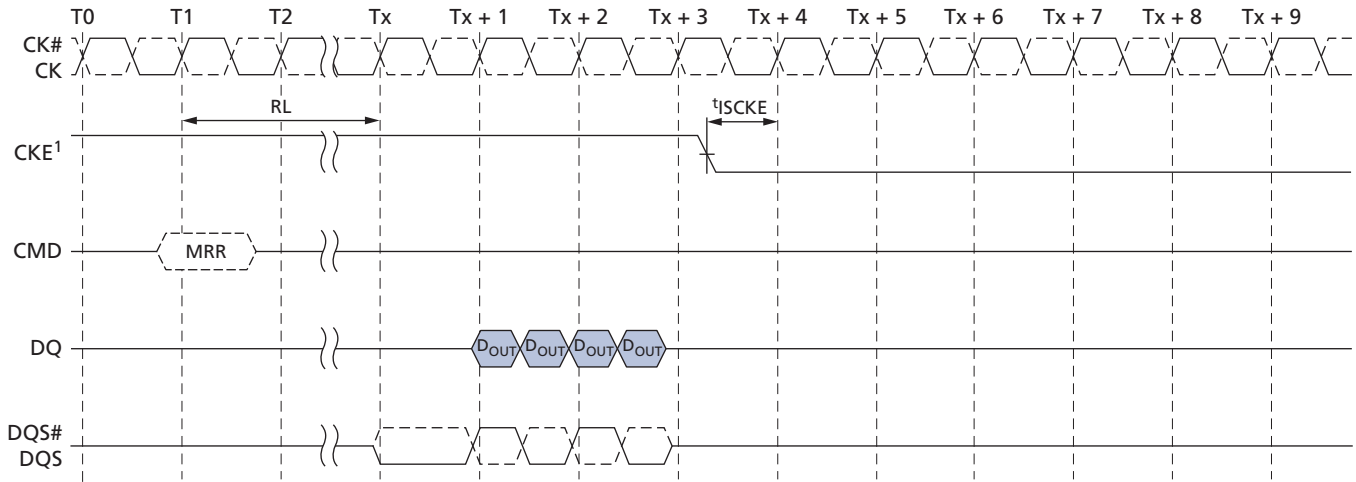 T0 T1 T2 Tx Tx + 1 Tx + 2 Tx + 3 Tx + 4 Tx + 5 Tx + 6 Tx + 7 Tx + 8 Tx + 9
CK#
CK
RL
tISCKE
CKE1
CMD
MRR
DQ
DOUT DOUT DOUT DOUT
DQS#
DQS